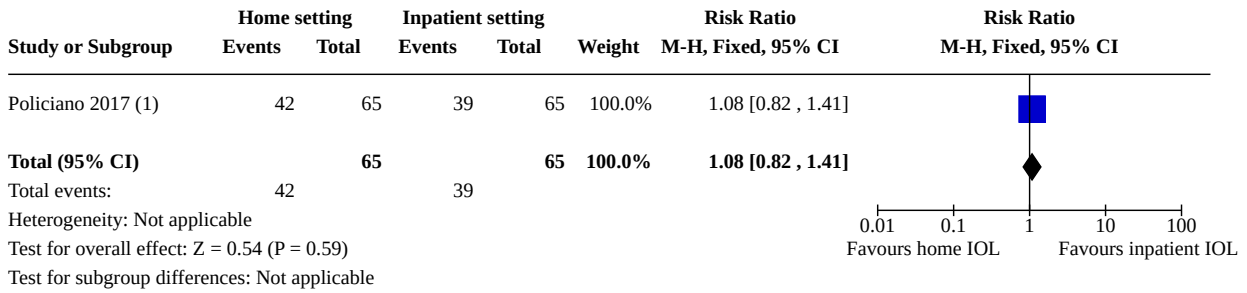 Home setting Inpatient setting Risk Ratio Risk Ratio
Study or Subgroup Events Total Events Total Weight M-H, Fixed, 95% CI M-H, Fixed, 95% CI
Policiano 2017 (1) 42 65 39 65 100.0% 1.08 [0.82 , 1.41]
Total (95% CI) 65 65 100.0% 1.08 [0.82 , 1.41]
Total events: 42 39
Heterogeneity: Not applicable
0.01 0.1 1 10 100
Test for overall effect: Z = 0.54 (P = 0.59)
Favours home IOL Favours inpatient IOL
Test for subgroup differences: Not applicable